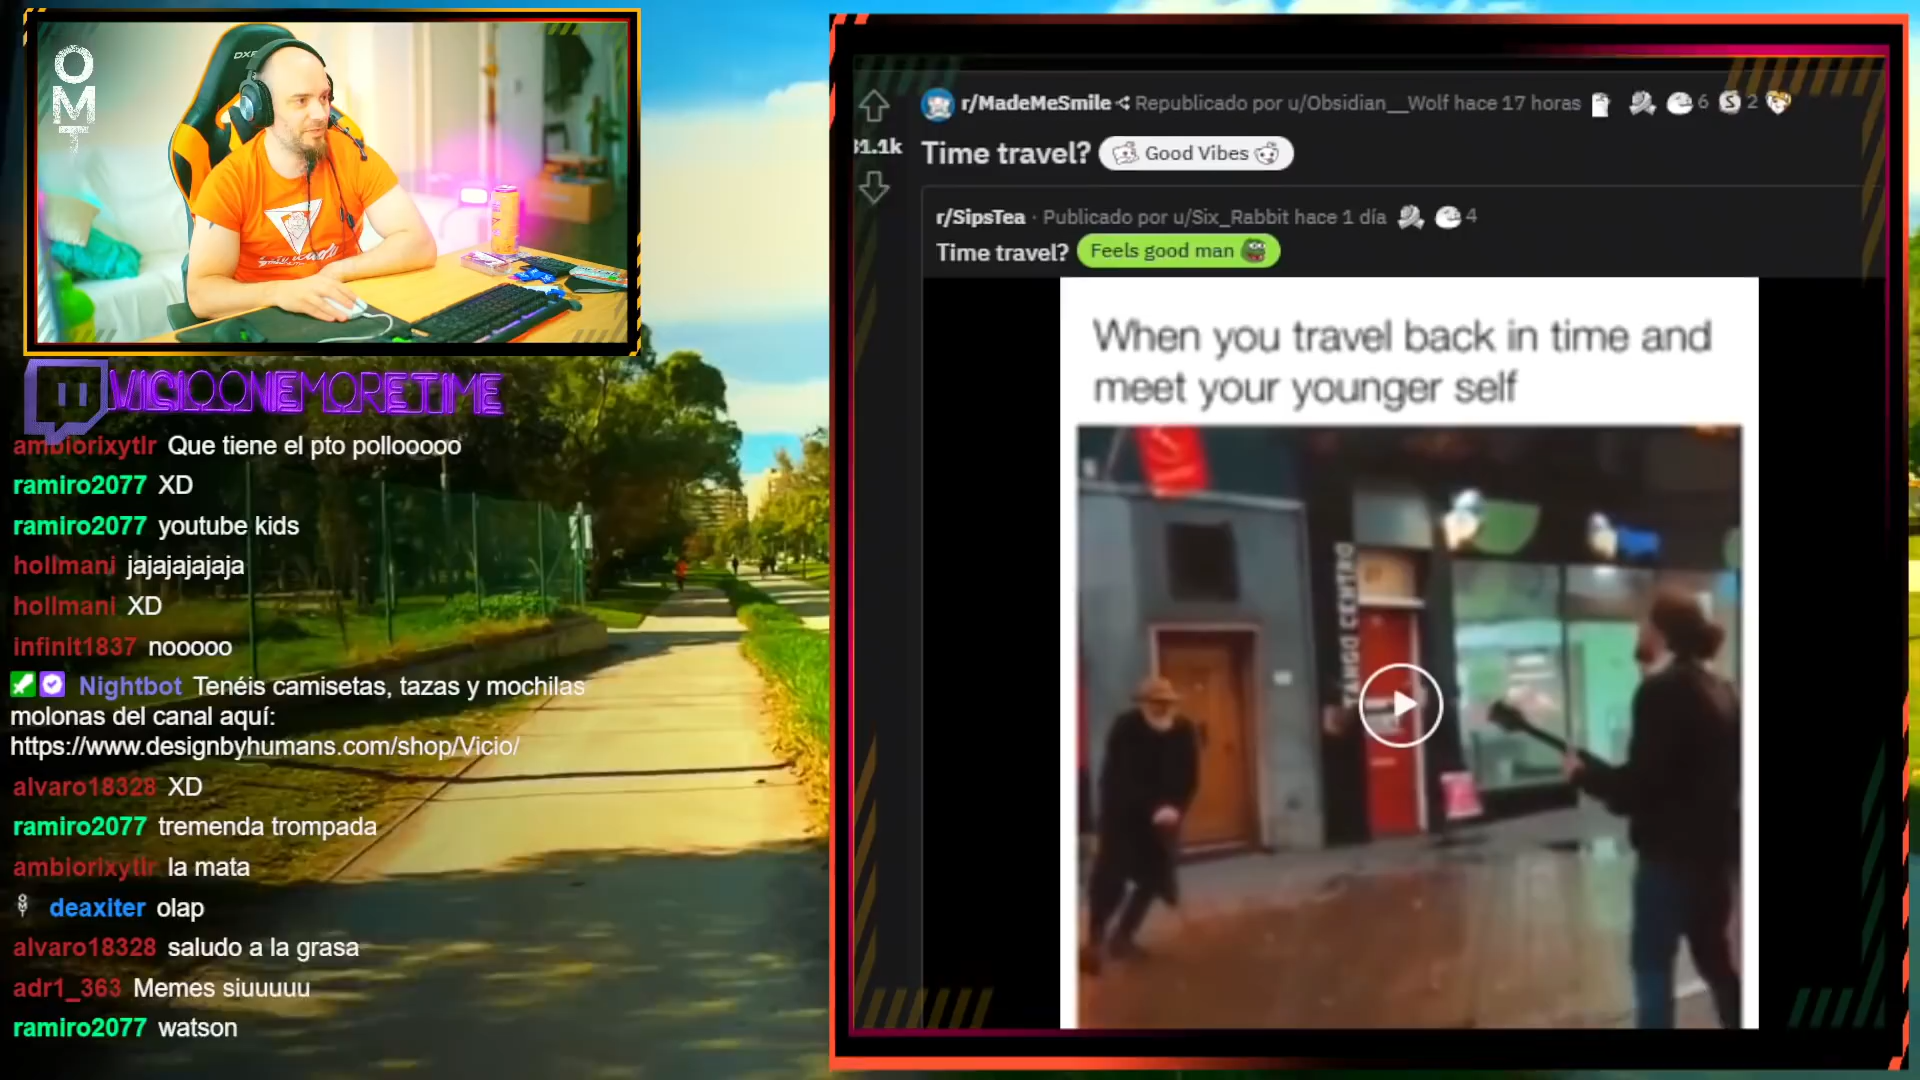 OMT
DXR
VICIOONEMORETIME
ambiorixytlr Que tiene el pto pollooooo
ramiro2077 XD
ramiro2077 youtube kids
hollmani jajajajajaja
hollmani XD
infinit1837 nooooo
Nightbot Tenéis camisetas, tazas y mochilas
molonas del canal aquí:
https://www.designbyhumans.com/shop/Vicio/
alvaro18328 XD
ramiro2077 tremenda trompada
ambiorixytlr la mata
deaxiter olap
alvaro18328 saludo a la grasa
adr1_363 Memes siuuuuu
ramiro2077 watson
r/MadeMeSmile Republicado por u/Obsidian__Wolf hace 17 horas 6 2
31.1k
Time travel? Good Vibes
r/SipsTea · Publicado por u/Six_Rabbit hace 1 día 4
Time travel? Feels good man
When you travel back in time and
meet your younger self
TANGO CENTRO